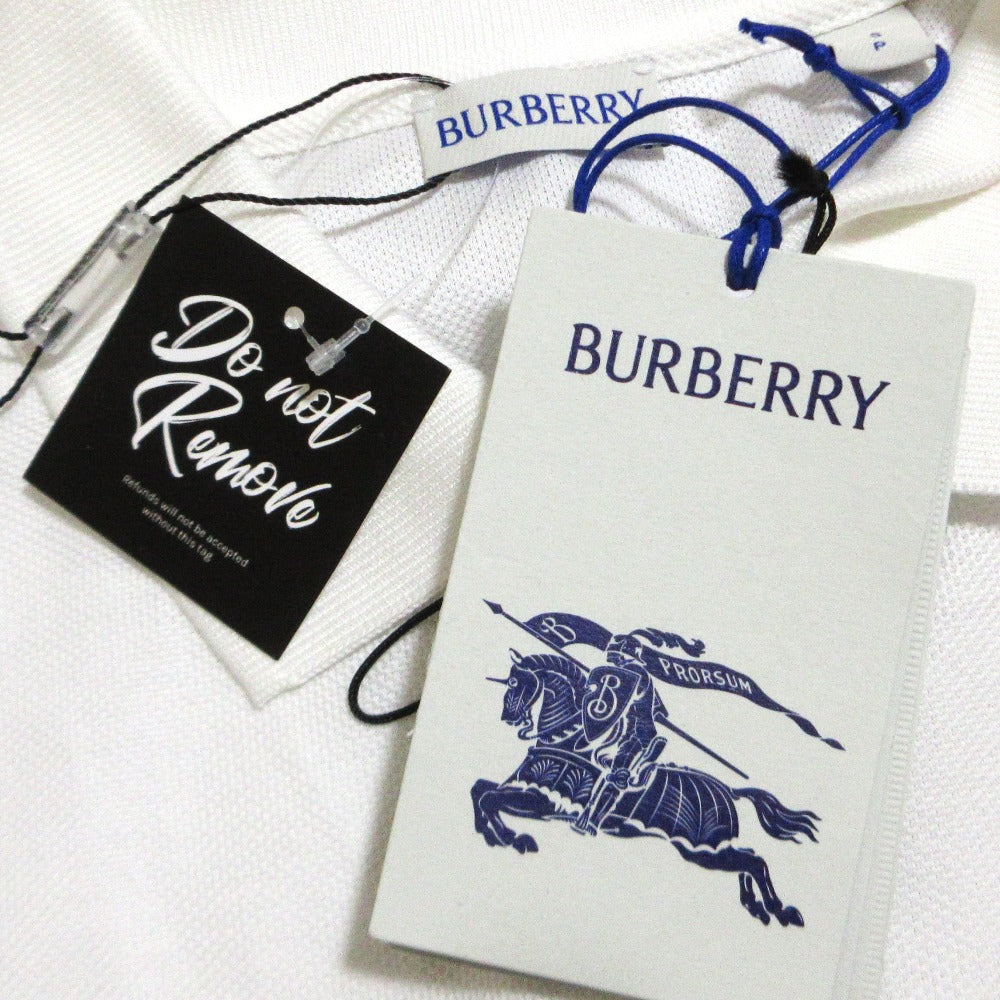 BURBERRY
Do not
Remove
Refunds will not be accepted
without this tag
BURBERRY
B PRORSUM
B